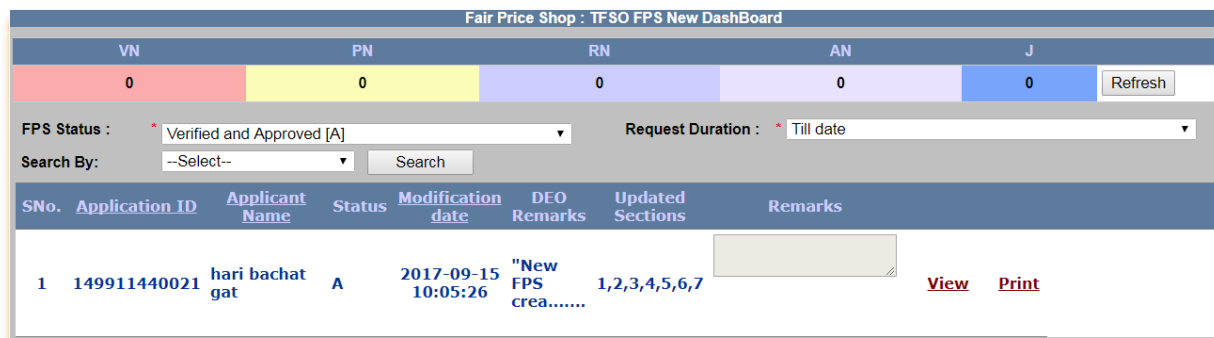 Fair Price Shop : TFSO FPS New DashBoard
VN PN RN AN J
0 0 0 0 0 Refresh
FPS Status : * Verified and Approved [A] Request Duration : * Till date
Search By: --Select-- Search
SNo. Application ID Applicant Name Status Modification date DEO Remarks Updated Sections Remarks
1 149911440021 hari bachat gat A 2017-09-15 10:05:26 "New FPS crea....... 1,2,3,4,5,6,7 View Print